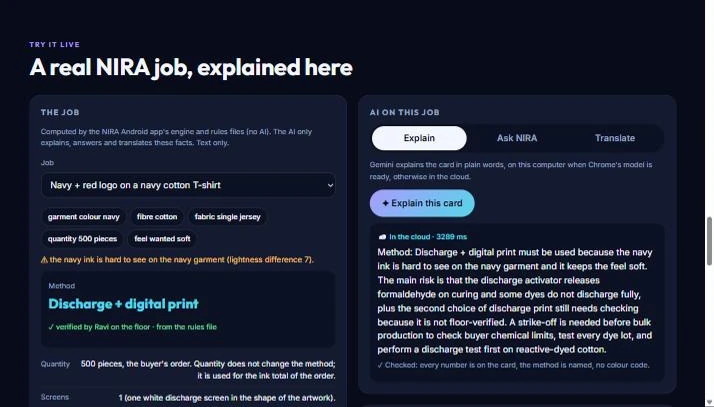 TRY IT LIVE
A real NIRA job, explained here
THE JOB
Computed by the NIRA Android app's engine and rules files (no AI). The AI only
explains, answers and translates these facts. Text only.
Job
Navy + red logo on a navy cotton T-shirt
garment colour navy
fibre cotton
fabric single jersey
quantity 500 pieces
feel wanted soft
⚠ the navy ink is hard to see on the navy garment (lightness difference 7).
Method
Discharge + digital print
✓ verified by Ravi on the floor · from the rules file
Quantity 500 pieces, the buyer's order. Quantity does not change the method;
it is used for the ink total of the order.
Screens 1 (one white discharge screen in the shape of the artwork).
AI ON THIS JOB
Explain
Ask NIRA
Translate
Gemini explains the card in plain words, on this computer when Chrome's model is
ready, otherwise in the cloud.
✦ Explain this card
☁ In the cloud · 3289 ms
Method: Discharge + digital print must be used because the navy
ink is hard to see on the navy garment and it keeps the feel soft.
The main risk is that the discharge activator releases
formaldehyde on curing and some dyes do not discharge fully,
plus the second choice of discharge print still needs checking
because it is not floor-verified. A strike-off is needed before bulk
production to check buyer chemical limits, test every dye lot, and
perform a discharge test first on reactive-dyed cotton.
✓ Checked: every number is on the card, the method is named, no colour code.